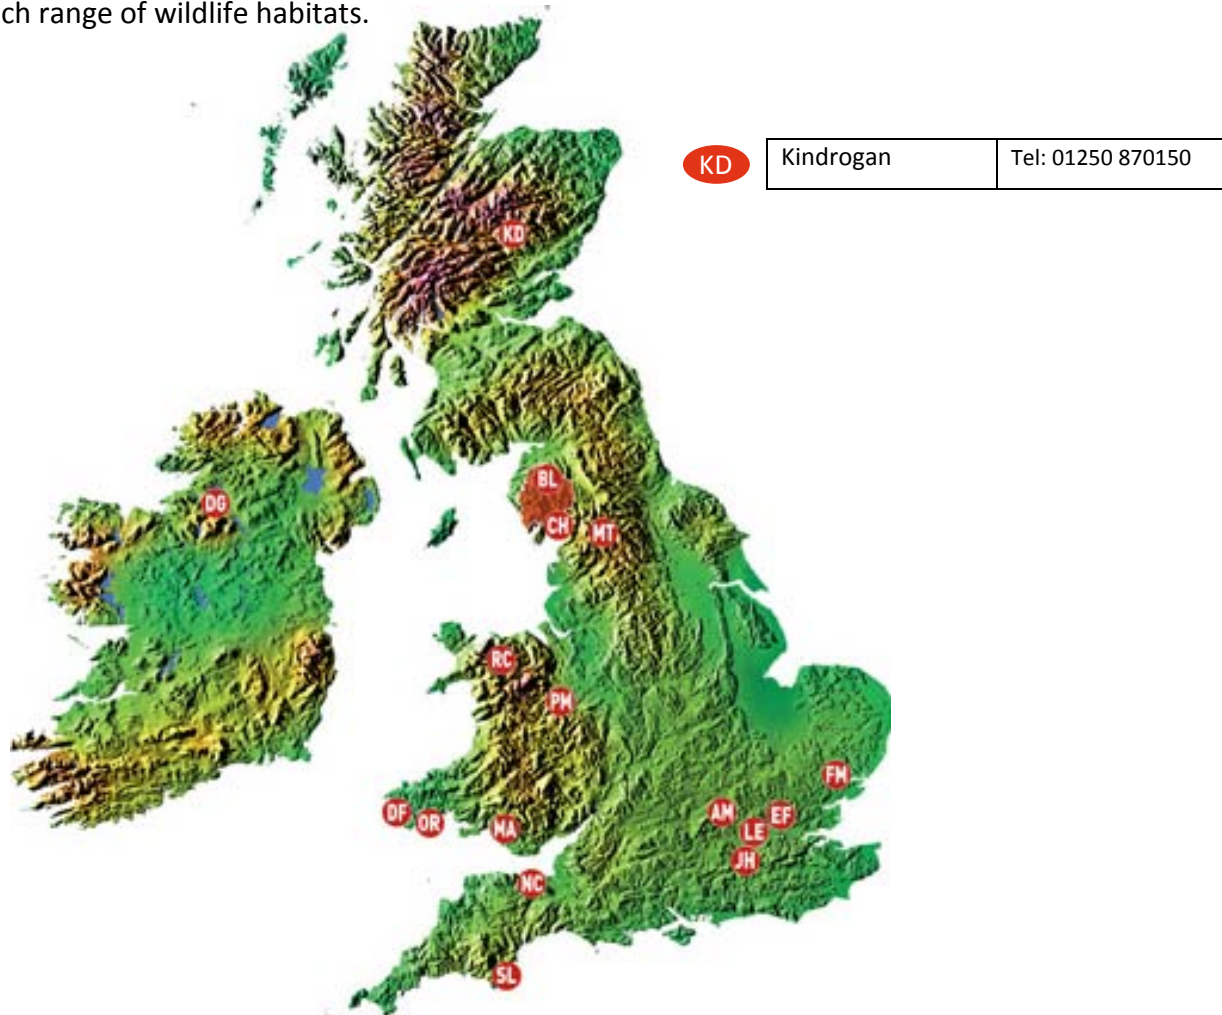 ch range of wildlife habitats.
KD
Kindrogan
Tel: 01250 870150
KD
BL
DG
CH
MT
RC
PM
FM
DF
OR
MA
AM
EF
LE
JH
NC
SL